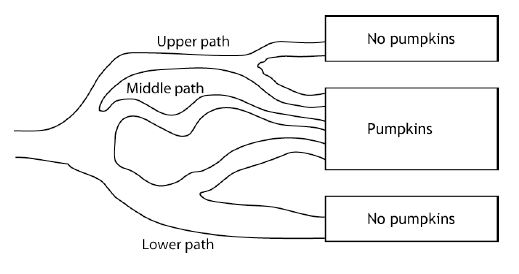 Upper path
No pumpkins
Middle path
Pumpkins
No pumpkins
Lower path